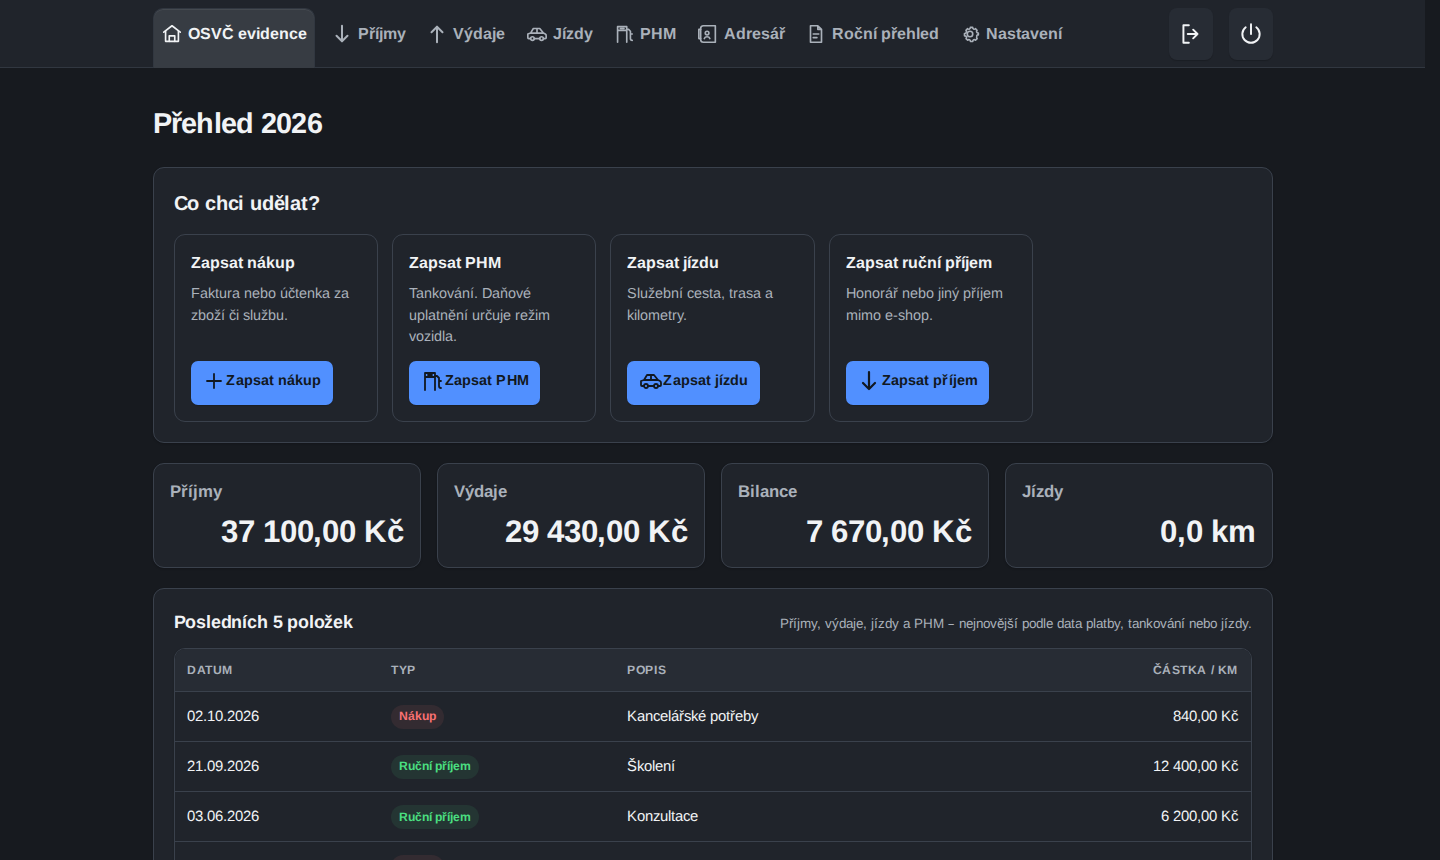 OSVČ evidence Příjmy Výdaje Jízdy PHM Adresář Roční přehled Nastavení
Přehled 2026
Co chci udělat?
Zapsat nákup
Faktura nebo účtenka za
zboží či službu.
Zapsat nákup
Zapsat PHM
Tankování. Daňové
uplatnění určuje režim
vozidla.
Zapsat PHM
Zapsat jízdu
Služební cesta, trasa a
kilometry.
Zapsat jízdu
Zapsat ruční příjem
Honorář nebo jiný příjem
mimo e-shop.
Zapsat příjem
Příjmy
37 100,00 Kč
Výdaje
29 430,00 Kč
Bilance
7 670,00 Kč
Jízdy
0,0 km
Posledních 5 položek
Příjmy, výdaje, jízdy a PHM – nejnovější podle data platby, tankování nebo jízdy.
DATUM TYP POPIS ČÁSTKA / KM
02.10.2026 Nákup Kancelářské potřeby 840,00 Kč
21.09.2026 Ruční příjem Školení 12 400,00 Kč
03.06.2026 Ruční příjem Konzultace 6 200,00 Kč